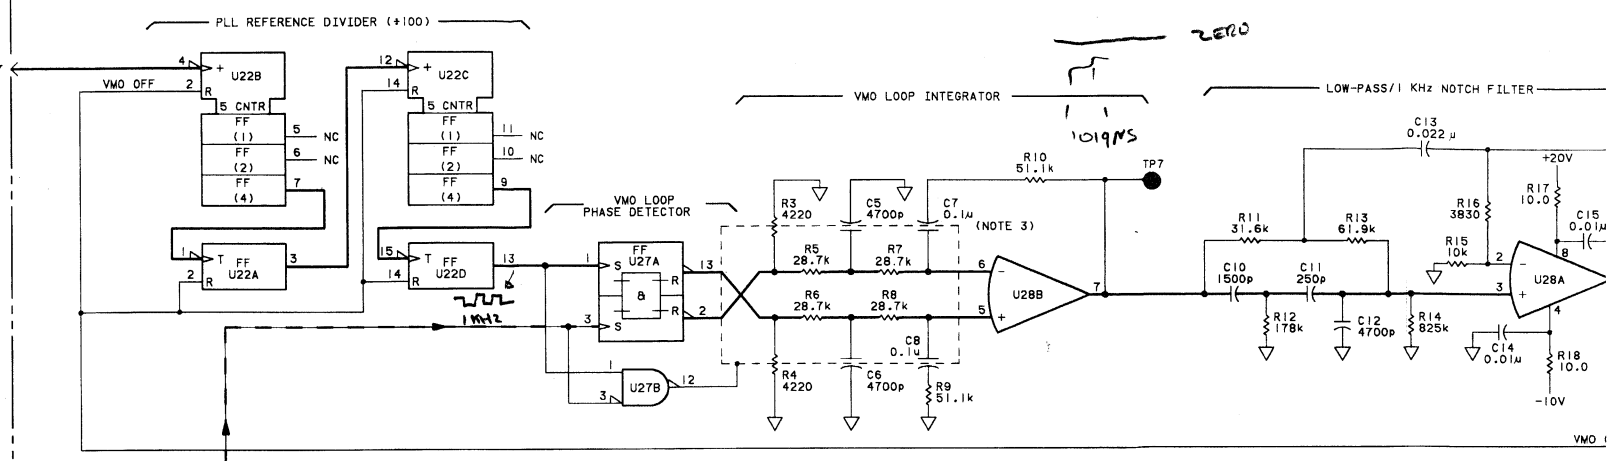 PLL REFERENCE DIVIDER (÷100)
ZERO
VMO LOOP INTEGRATOR
LOW-PASS/1 KHz NOTCH FILTER
1019NS
VMO OFF
4
+
U22B
2
R
5 CNTR
FF
(1)
5
NC
FF
(2)
6
NC
FF
(4)
7
12
+
U22C
14
R
5 CNTR
FF
(1)
11
NC
FF
(2)
10
NC
FF
(4)
9
1
T
FF
U22A
2
R
3
15
T
FF
U22D
14
R
13
1 KHZ
VMO LOOP
PHASE DETECTOR
FF
U27A
1
S
R
13
&
3
S
R
2
1
3
U27B
12
R3
4220
C5
4700p
C7
0.1µ
R10
51.1k
TP7
(NOTE 3)
R5
28.7k
R7
28.7k
R6
28.7k
R8
28.7k
R4
4220
C6
4700p
C8
0.1µ
R9
51.1k
6
-
5
+
U28B
7
C13
0.022 µ
R11
31.6k
R13
61.9k
C10
1500p
C11
250p
R12
178k
C12
4700p
R14
825k
R16
3830
R15
10k
+20V
R17
10.0
C15
0.01µ
8
2
-
U28A
3
+
4
C14
0.01µ
R18
10.0
-10V
VMO